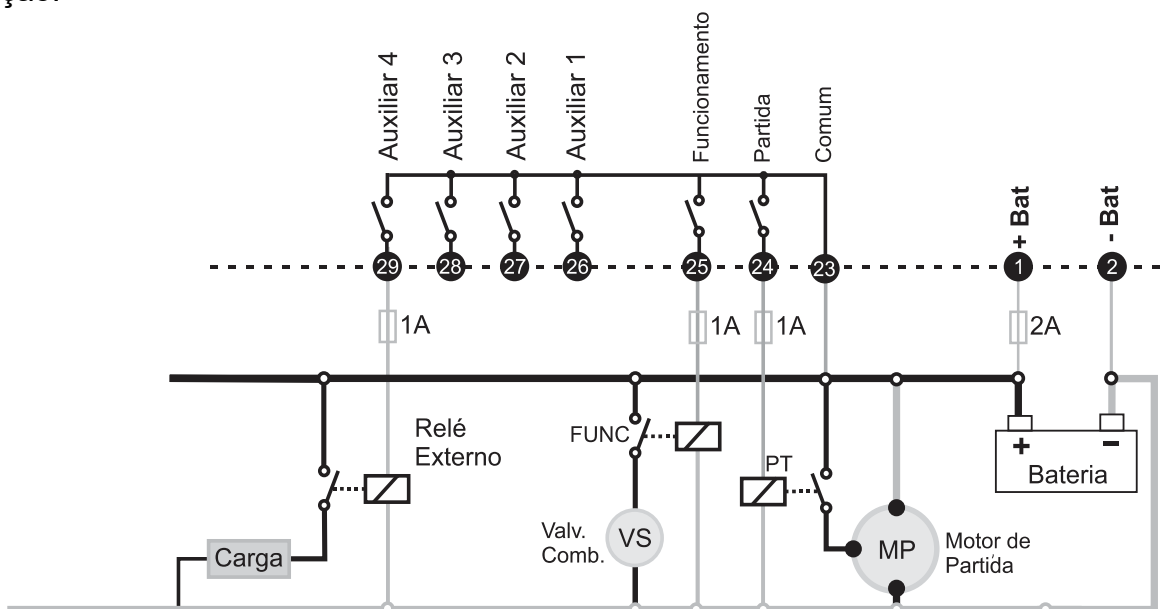 ção.
Auxiliar 4
Auxiliar 3
Auxiliar 2
Auxiliar 1
Funcionamento
Partida
Comum
+ Bat
- Bat
29
28
27
26
25
24
23
1
2
1A
1A
1A
2A
Relé
Externo
FUNC
PT
+
-
Bateria
Carga
Valv.
Comb.
VS
MP
Motor de
Partida